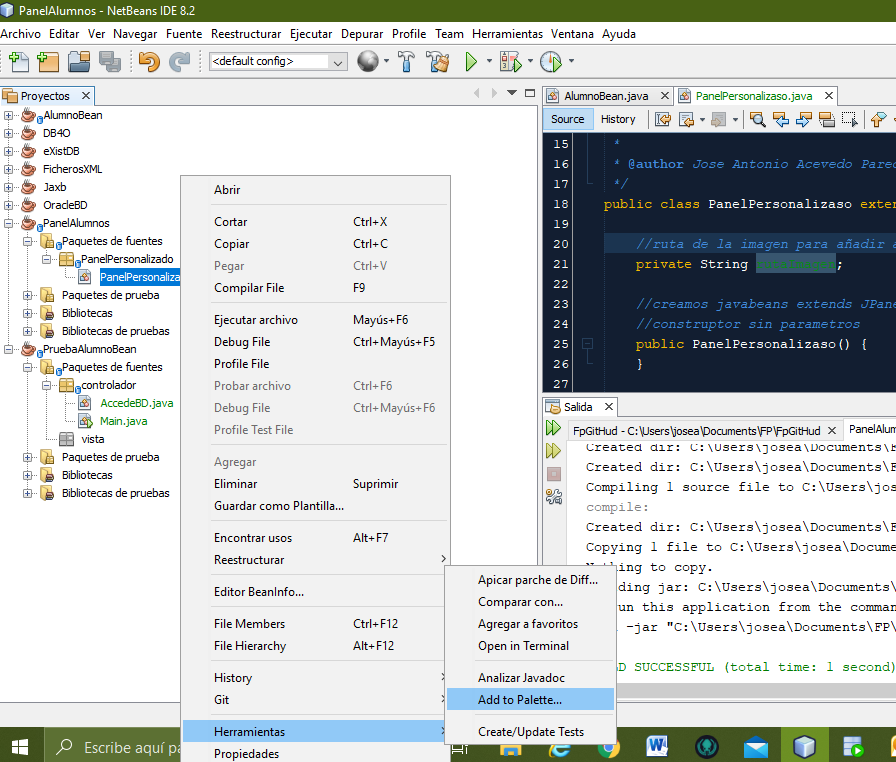 PanelAlumnos - NetBeans IDE 8.2
Archivo Editar Ver Navegar Fuente Reestructurar Ejecutar Depurar Profile Team Herramientas Ventana Ayuda
<default config>
Proyectos
AlumnoBean
DB4O
eXistDB
FicherosXML
Jaxb
OracleBD
PanelAlumnos
Paquetes de fuentes
PanelPersonalizado
PanelPersonaliza
Paquetes de prueba
Bibliotecas
Bibliotecas de pruebas
PruebaAlumnoBean
Paquetes de fuentes
controlador
AccedeBD.java
Main.java
vista
Paquetes de prueba
Bibliotecas
Bibliotecas de pruebas
Abrir
Cortar Ctrl+X
Copiar Ctrl+C
Pegar Ctrl+V
Compilar File F9
Ejecutar archivo Mayús+F6
Debug File Ctrl+Mayús+F5
Profile File
Probar archivo Ctrl+F6
Debug File Ctrl+Mayús+F6
Profile Test File
Agregar
Eliminar Suprimir
Guardar como Plantilla...
Encontrar usos Alt+F7
Reestructurar
Editor BeanInfo...
File Members Ctrl+F12
File Hierarchy Alt+F12
History
Git
Herramientas
Propiedades
Apicar parche de Diff...
Comparar con...
Agregar a favoritos
Open in Terminal
Analizar Javadoc
Add to Palette...
Create/Update Tests
AlumnoBean.java PanelPersonalizaso.java
Source History
15 *
16 * @author Jose Antonio Acevedo Pared
17 */
18 public class PanelPersonalizaso exten
19
20 //ruta de la imagen para añadir a
21 private String ;
22
23 //creamos javabeans extends JPane
24 //constructor sin parametros
25 public PanelPersonalizaso() {
26 }
27
Salida
FpGitHud - C:\Users\josea\Documents\FP\FpGitHud PanelAlum
Created dir: C:\Users\josea\Documents\F
Created dir: C:\Users\josea\Documents\F
Compiling 1 source file to C:\Users\jos
compile:
Created dir: C:\Users\josea\Documents\F
Copying 1 file to C:\Users\josea\Docume
Nothing to copy.
ding jar: C:\Users\josea\Documents\
un this application from the comman
-jar "C:\Users\josea\Documents\FP\
D SUCCESSFUL (total time: 1 second)
Escribe aquí pa